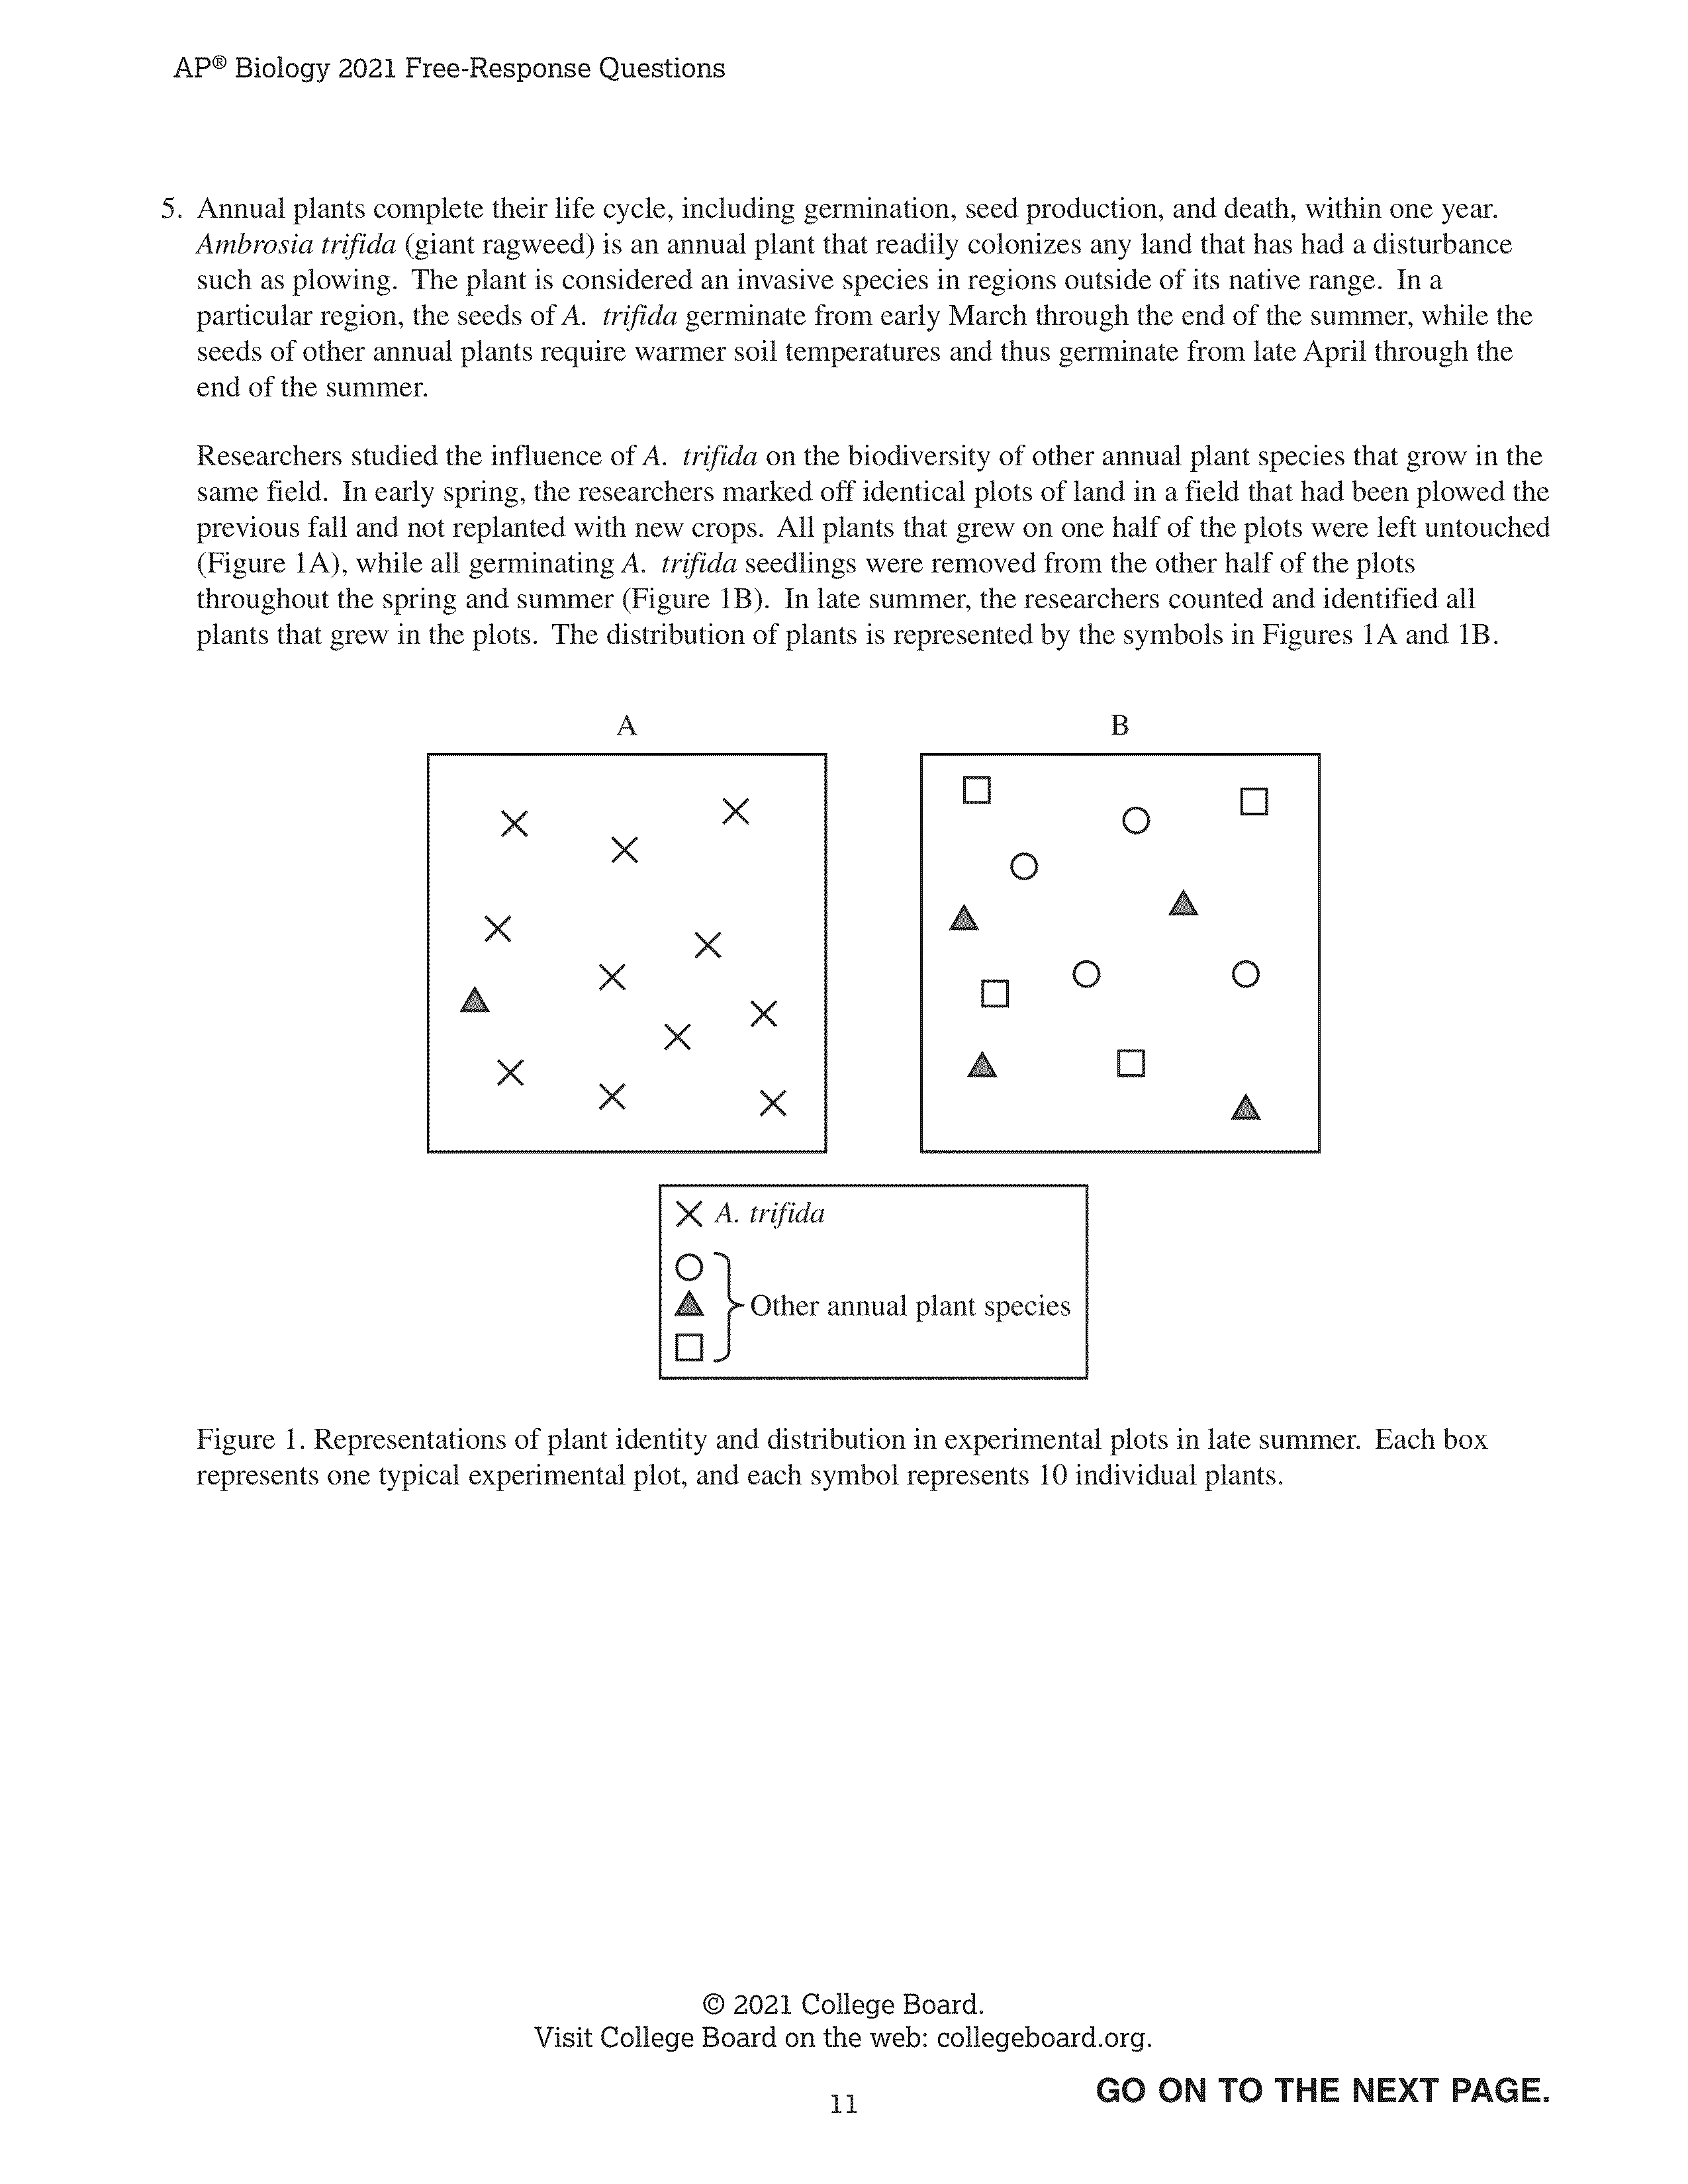 AP® Biology 2021 Free-Response Questions
5. Annual plants complete their life cycle, including germination, seed production, and death, within one year.
Ambrosia trifida (giant ragweed) is an annual plant that readily colonizes any land that has had a disturbance
such as plowing. The plant is considered an invasive species in regions outside of its native range. In a
particular region, the seeds of A. trifida germinate from early March through the end of the summer, while the
seeds of other annual plants require warmer soil temperatures and thus germinate from late April through the
end of the summer.
Researchers studied the influence of A. trifida on the biodiversity of other annual plant species that grow in the
same field. In early spring, the researchers marked off identical plots of land in a field that had been plowed the
previous fall and not replanted with new crops. All plants that grew on one half of the plots were left untouched
(Figure 1A), while all germinating A. trifida seedlings were removed from the other half of the plots
throughout the spring and summer (Figure 1B). In late summer, the researchers counted and identified all
plants that grew in the plots. The distribution of plants is represented by the symbols in Figures 1A and 1B.
A
B
A. trifida
Other annual plant species
Figure 1. Representations of plant identity and distribution in experimental plots in late summer. Each box
represents one typical experimental plot, and each symbol represents 10 individual plants.
© 2021 College Board.
Visit College Board on the web: collegeboard.org.
GO ON TO THE NEXT PAGE.
11